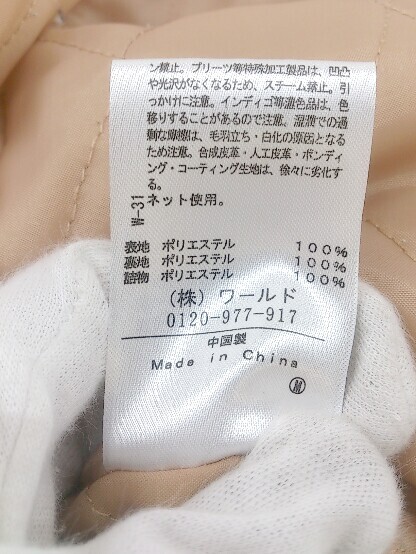 ン禁止。プリーツ等特殊加工製品は、凹凸
や光沢がなくなるため、スチーム禁止。引
っかけに注意。インディゴ等濃色品は、色
移りすることがあるので注意。湿潤での過
剰な摩擦は、毛羽立ち・白化の原因となる
ため注意。合成皮革・人工皮革・ボンディ
ング・コーティング生地は、徐々に劣化す
る。
ネット使用。
W-31
表地 ポリエステル 100%
裏地 ポリエステル 100%
詰物 ポリエステル 100%
(株) ワールド
0120-977-917
中国製
Made in China